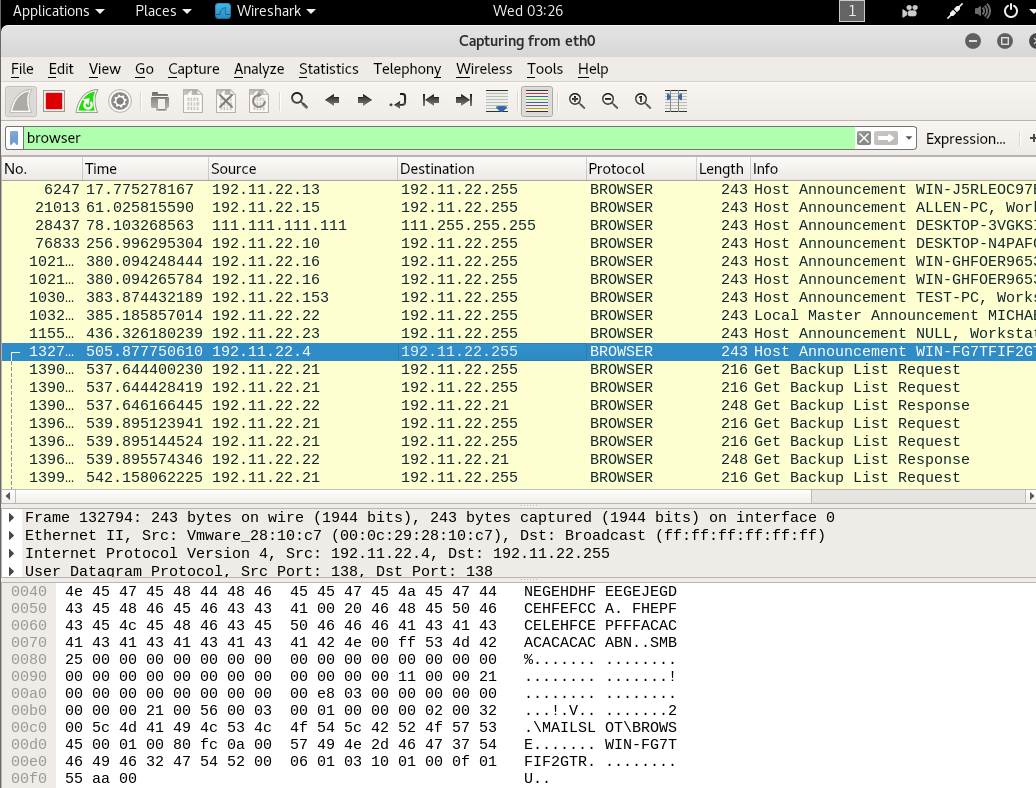 Applications Places Wireshark Wed 03:26 1
Capturing from eth0
File Edit View Go Capture Analyze Statistics Telephony Wireless Tools Help
browser Expression… +
No. Time Source Destination Protocol Length Info
6247 17.775278167 192.11.22.13 192.11.22.255 BROWSER 243 Host Announcement WIN-J5RLEOC97
21013 61.025815590 192.11.22.15 192.11.22.255 BROWSER 243 Host Announcement ALLEN-PC, Wor
28437 78.103268563 111.111.111.111 111.255.255.255 BROWSER 243 Host Announcement DESKTOP-3VGKS
76833 256.996295304 192.11.22.10 192.11.22.255 BROWSER 243 Host Announcement DESKTOP-N4PAF
1021… 380.094248444 192.11.22.16 192.11.22.255 BROWSER 243 Host Announcement WIN-GHFOER965
1021… 380.094265784 192.11.22.16 192.11.22.255 BROWSER 243 Host Announcement WIN-GHFOER965
1030… 383.874432189 192.11.22.153 192.11.22.255 BROWSER 243 Host Announcement TEST-PC, Works
1032… 385.185857014 192.11.22.22 192.11.22.255 BROWSER 243 Local Master Announcement MICHA
1155… 436.326180239 192.11.22.23 192.11.22.255 BROWSER 243 Host Announcement NULL, Workstat
1327… 505.877750610 192.11.22.4 192.11.22.255 BROWSER 243 Host Announcement WIN-FG7TFIF2G
1390… 537.644400230 192.11.22.21 192.11.22.255 BROWSER 216 Get Backup List Request
1390… 537.644428419 192.11.22.21 192.11.22.255 BROWSER 216 Get Backup List Request
1390… 537.646166445 192.11.22.22 192.11.22.21 BROWSER 248 Get Backup List Response
1396… 539.895123941 192.11.22.21 192.11.22.255 BROWSER 216 Get Backup List Request
1396… 539.895144524 192.11.22.21 192.11.22.255 BROWSER 216 Get Backup List Request
1396… 539.895574346 192.11.22.22 192.11.22.21 BROWSER 248 Get Backup List Response
1399… 542.158062225 192.11.22.21 192.11.22.255 BROWSER 216 Get Backup List Request
Frame 132794: 243 bytes on wire (1944 bits), 243 bytes captured (1944 bits) on interface 0
Ethernet II, Src: Vmware_28:10:c7 (00:0c:29:28:10:c7), Dst: Broadcast (ff:ff:ff:ff:ff:ff)
Internet Protocol Version 4, Src: 192.11.22.4, Dst: 192.11.22.255
User Datagram Protocol, Src Port: 138, Dst Port: 138
0040 4e 45 47 45 48 44 48 46 45 45 47 45 4a 45 47 44 NEGEHDHF EEGEJEGD
0050 43 45 48 46 45 46 43 43 41 00 20 46 48 45 50 46 CEHFEFCC A. FHEPF
0060 43 45 4c 45 48 46 43 45 50 46 46 46 41 43 41 43 CELEHFCE PFFFACAC
0070 41 43 41 43 41 43 41 43 41 42 4e 00 ff 53 4d 42 ACACACAC ABN..SMB
0080 25 00 00 00 00 00 00 00 00 00 00 00 00 00 00 00 %....... ........
0090 00 00 00 00 00 00 00 00 00 00 00 00 11 00 00 21 ........ .......!
00a0 00 00 00 00 00 00 00 00 00 e8 03 00 00 00 00 00 ........ ........
00b0 00 00 00 21 00 56 00 03 00 01 00 00 00 02 00 32 ...!.V.. .......2
00c0 00 5c 4d 41 49 4c 53 4c 4f 54 5c 42 52 4f 57 53 .\MAILSL OT\BROWS
00d0 45 00 01 00 80 fc 0a 00 57 49 4e 2d 46 47 37 54 E....... WIN-FG7T
00e0 46 49 46 32 47 54 52 00 06 01 03 10 01 00 0f 01 FIF2GTR. ........
00f0 55 aa 00 U..